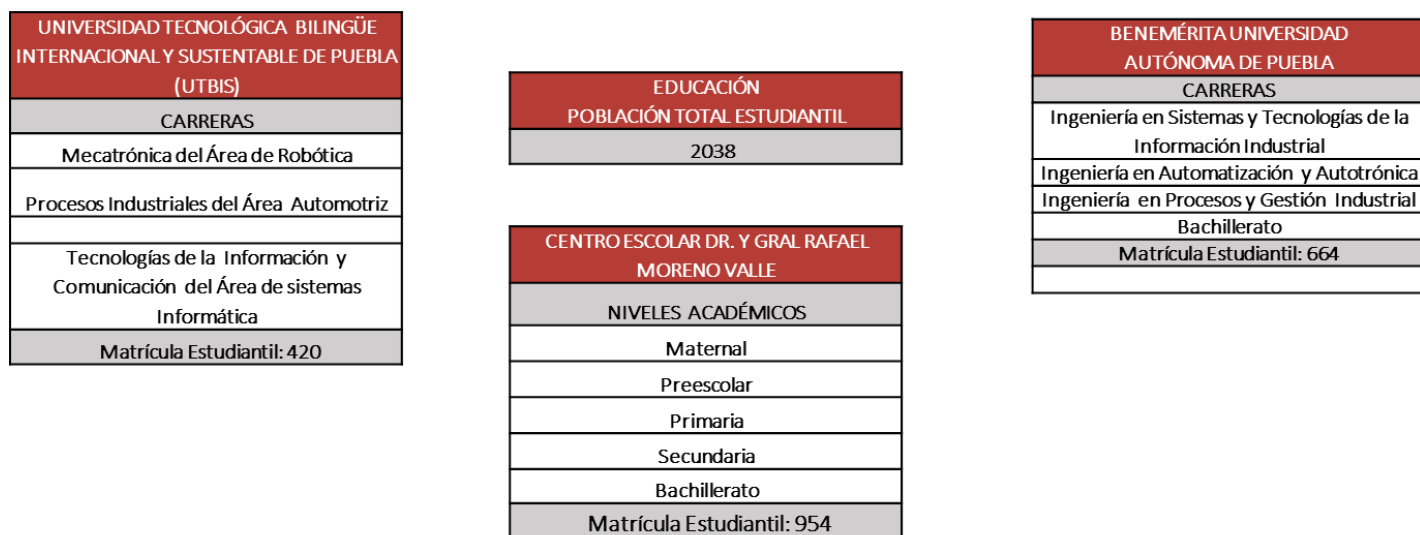 UNIVERSIDAD TECNOLÓGICA BILINGÜE
INTERNACIONAL Y SUSTENTABLE DE PUEBLA
(UTBIS)
CARRERAS
Mecatrónica del Área de Robótica
Procesos Industriales del Área Automotriz
Tecnologías de la Información y
Comunicación del Área de sistemas
Informática
Matrícula Estudiantil: 420
EDUCACIÓN
POBLACIÓN TOTAL ESTUDIANTIL
2038
CENTRO ESCOLAR DR. Y GRAL RAFAEL
MORENO VALLE
NIVELES ACADÉMICOS
Maternal
Preescolar
Primaria
Secundaria
Bachillerato
Matrícula Estudiantil: 954
BENEMÉRITA UNIVERSIDAD
AUTÓNOMA DE PUEBLA
CARRERAS
Ingeniería en Sistemas y Tecnologías de la
Información Industrial
Ingeniería en Automatización y Autotrónica
Ingeniería en Procesos y Gestión Industrial
Bachillerato
Matrícula Estudiantil: 664